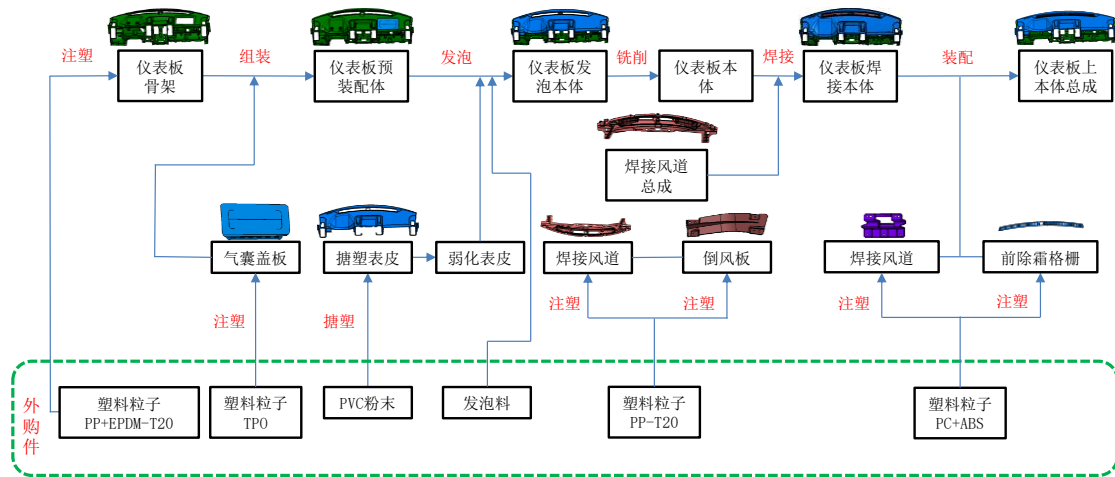 注塑
组装
发泡
铣削
焊接
装配
仪表板
骨架
仪表板预
装配体
仪表板发
泡本体
仪表板本
体
仪表板焊
接本体
仪表板上
本体总成
焊接风道
总成
气囊盖板
搪塑表皮
弱化表皮
焊接风道
倒风板
焊接风道
前除霜格栅
注塑
搪塑
注塑
注塑
注塑
注塑
外
购
件
塑料粒子
PP+EPDM-T20
塑料粒子
TPO
PVC粉末
发泡料
塑料粒子
PP-T20
塑料粒子
PC+ABS